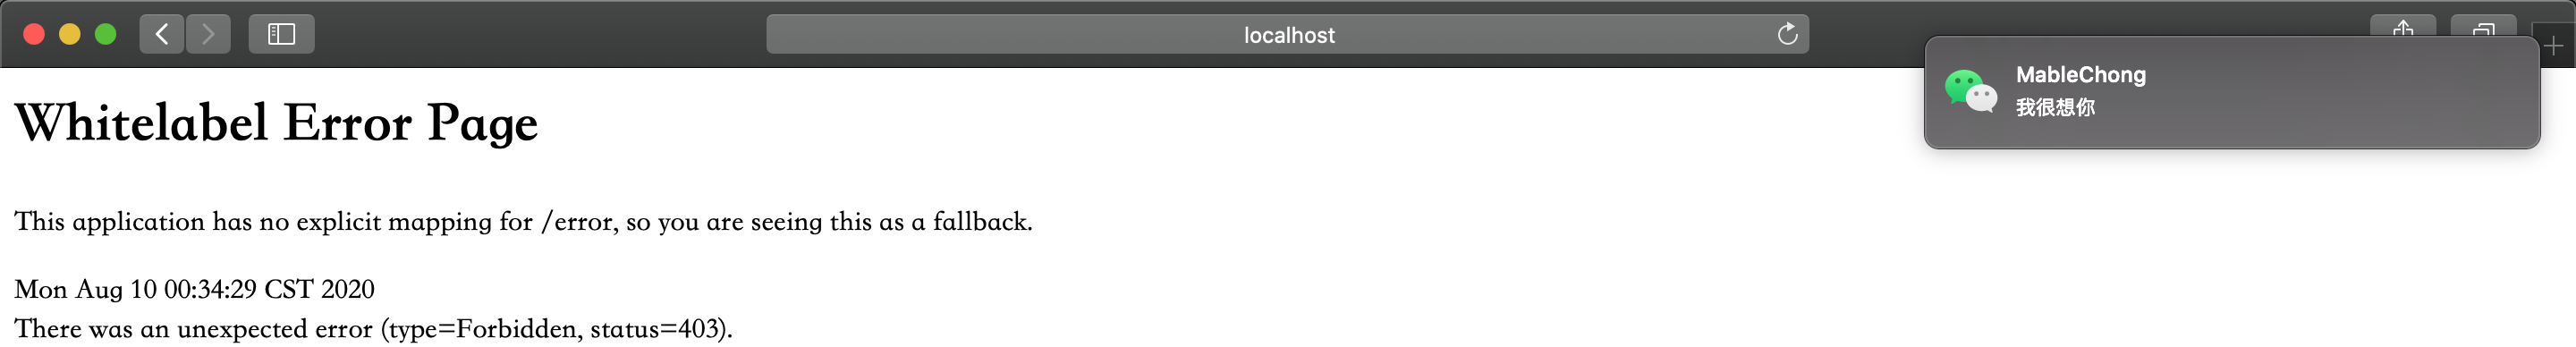 localhost
MableChong
我很想你
Whitelabel Error Page
This application has no explicit mapping for /error, so you are seeing this as a fallback.
Mon Aug 10 00:34:29 CST 2020
There was an unexpected error (type=Forbidden, status=403).